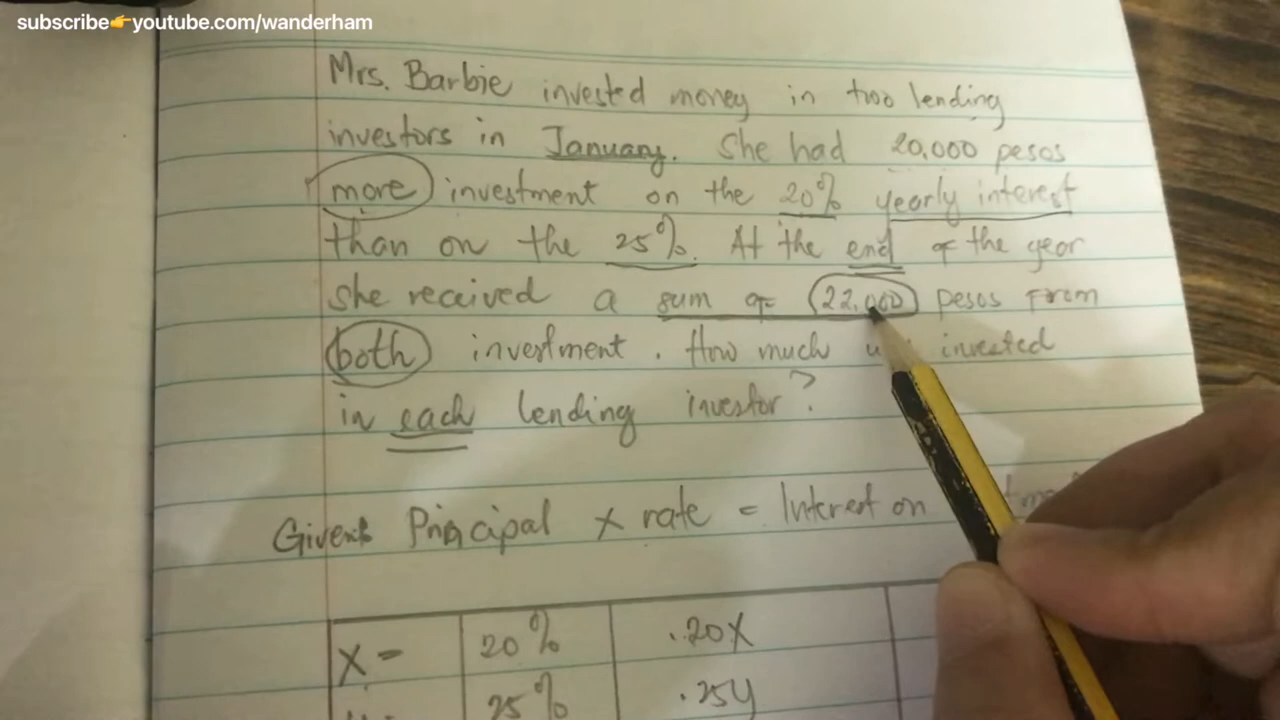 subscribe👉youtube.com/wanderham
Mrs. Barbie invested money in two lending
investors in January. She had 20,000 pesos
more investment on the 20% yearly interest
than on the 25%. At the end of the year
she received a sum of 22,000 pesos from
both investment. How much invested
in each lending investor?
Given: Principal x rate = Interest on
X = 20% .20X
25% .25y